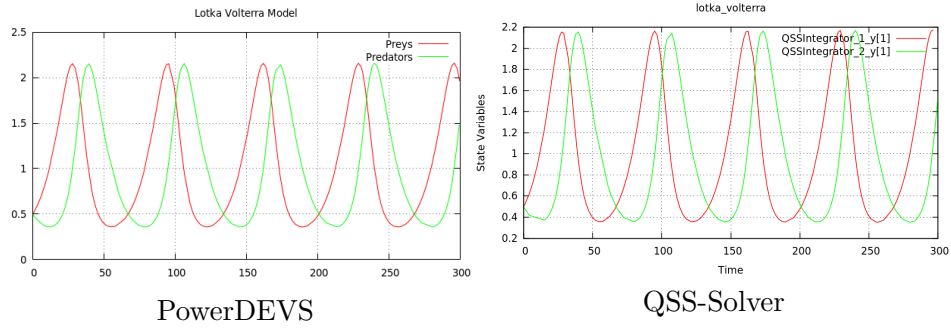 Lotka Volterra Model
2.5
2
1.5
1
0.5
0
Preys
Predators
0 50 100 150 200 250 300
PowerDEVS
lotka_volterra
2.2
2
1.8
1.6
1.4
1.2
1
0.8
0.6
0.4
0.2
State Variables
QSSIntegrator_1_y[1]
QSSIntegrator_2_y[1]
0 50 100 150 200 250 300
Time
QSS-Solver